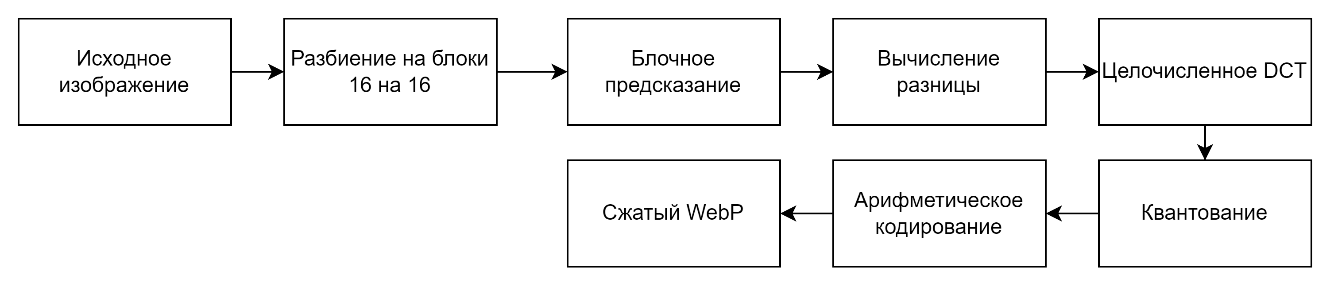 Исходное
изображение
Разбиение на блоки
16 на 16
Блочное
предсказание
Вычисление
разницы
Целочисленное DCT
Сжатый WebP
Арифметическое
кодирование
Квантование